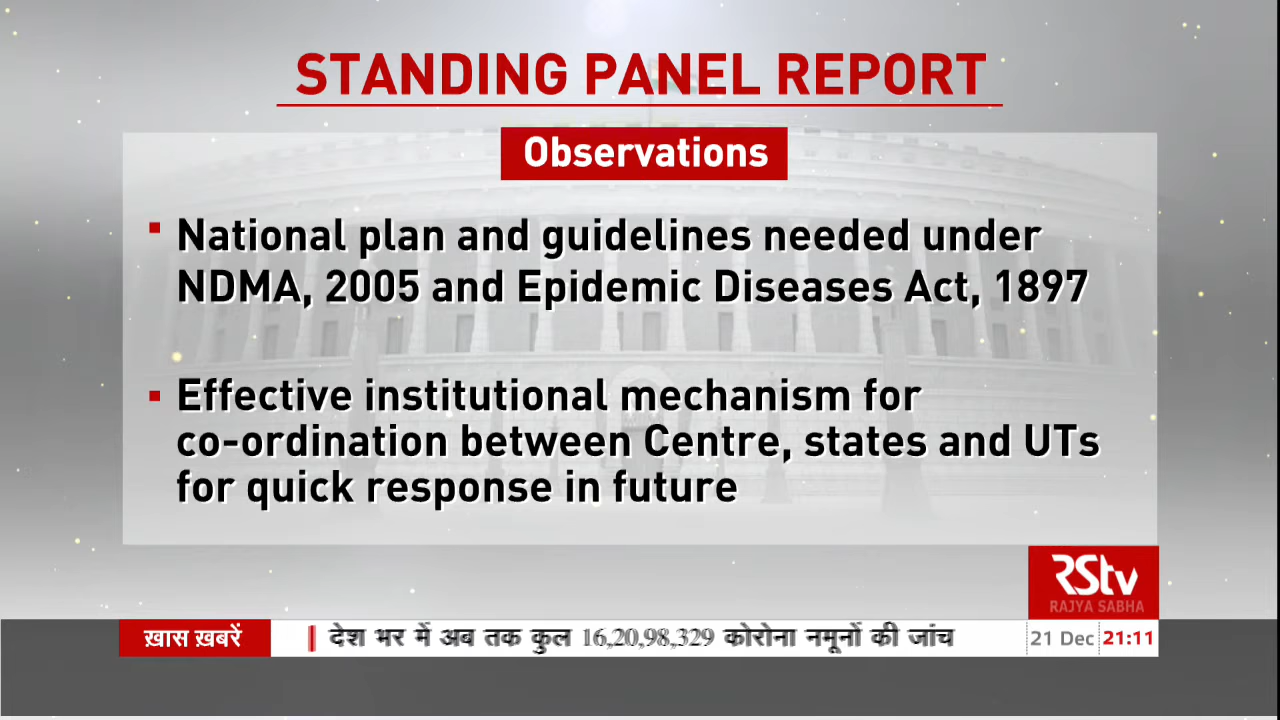 STANDING PANEL REPORT
Observations
National plan and guidelines needed under
NDMA, 2005 and Epidemic Diseases Act, 1897
Effective institutional mechanism for
co-ordination between Centre, states and UTs
for quick response in future
RStv
RAJYA SABHA
ख़ास ख़बरें
देश भर में अब तक कुल 16,20,98,329 कोरोना नमूनों की जांच
21 Dec 21:11